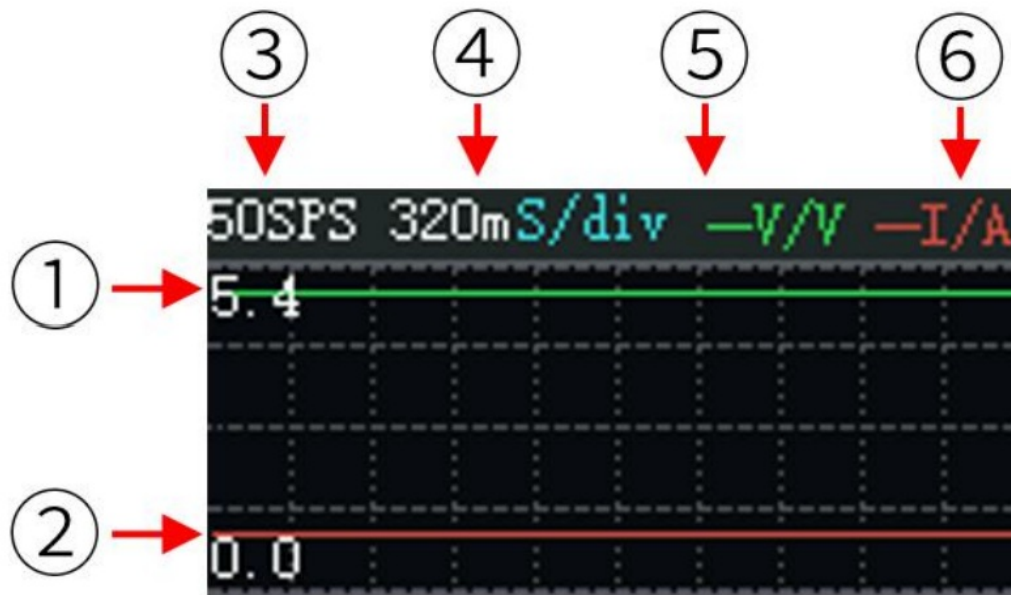 ③ ④ ⑤ ⑥
50SPS 320mS/div —V/V —I/A
① 5.4
② 0.0